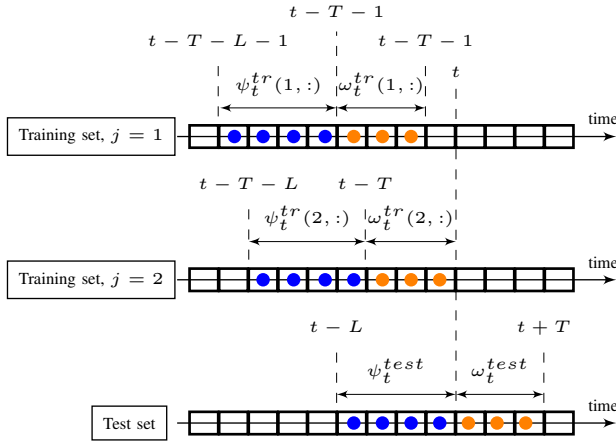 t − T − 1
t − T − L − 1
t − T − 1
t
ψ_t^{tr}(1, :)
ω_t^{tr}(1, :)
time
Training set, j = 1
t − T − L
t − T
ψ_t^{tr}(2, :)
ω_t^{tr}(2, :)
time
Training set, j = 2
t − L
t + T
ψ_t^{test}
ω_t^{test}
time
Test set